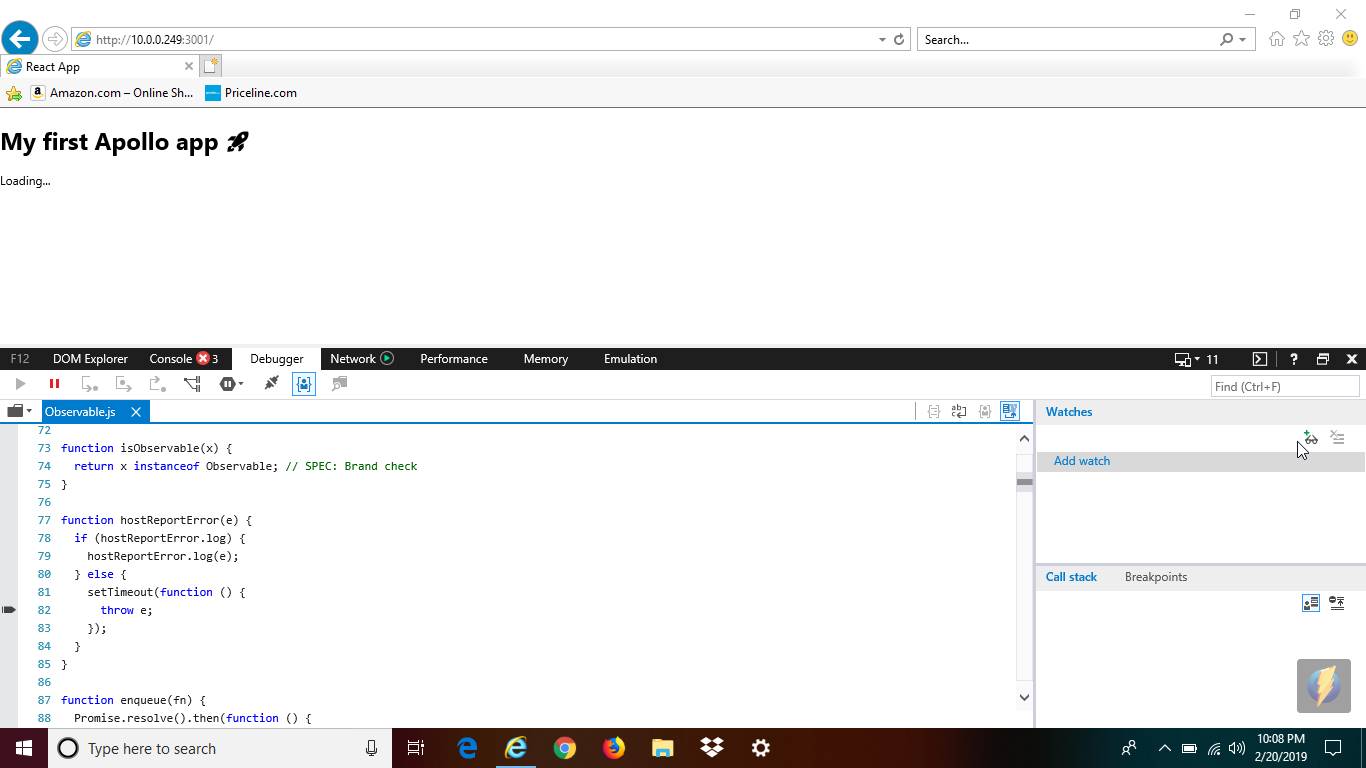 http://10.0.0.249:3001/
Search...
React App
Amazon.com – Online Sh...
Priceline.com
My first Apollo app 🚀
Loading...
F12 DOM Explorer Console 3 Debugger Network Performance Memory Emulation 11 ?
Find (Ctrl+F)
Observable.js
72
73 function isObservable(x) {
74 return x instanceof Observable; // SPEC: Brand check
75 }
76
77 function hostReportError(e) {
78 if (hostReportError.log) {
79 hostReportError.log(e);
80 } else {
81 setTimeout(function () {
82 throw e;
83 });
84 }
85 }
86
87 function enqueue(fn) {
88 Promise.resolve().then(function () {
Watches
Add watch
Call stack Breakpoints
Type here to search
10:08 PM
2/20/2019